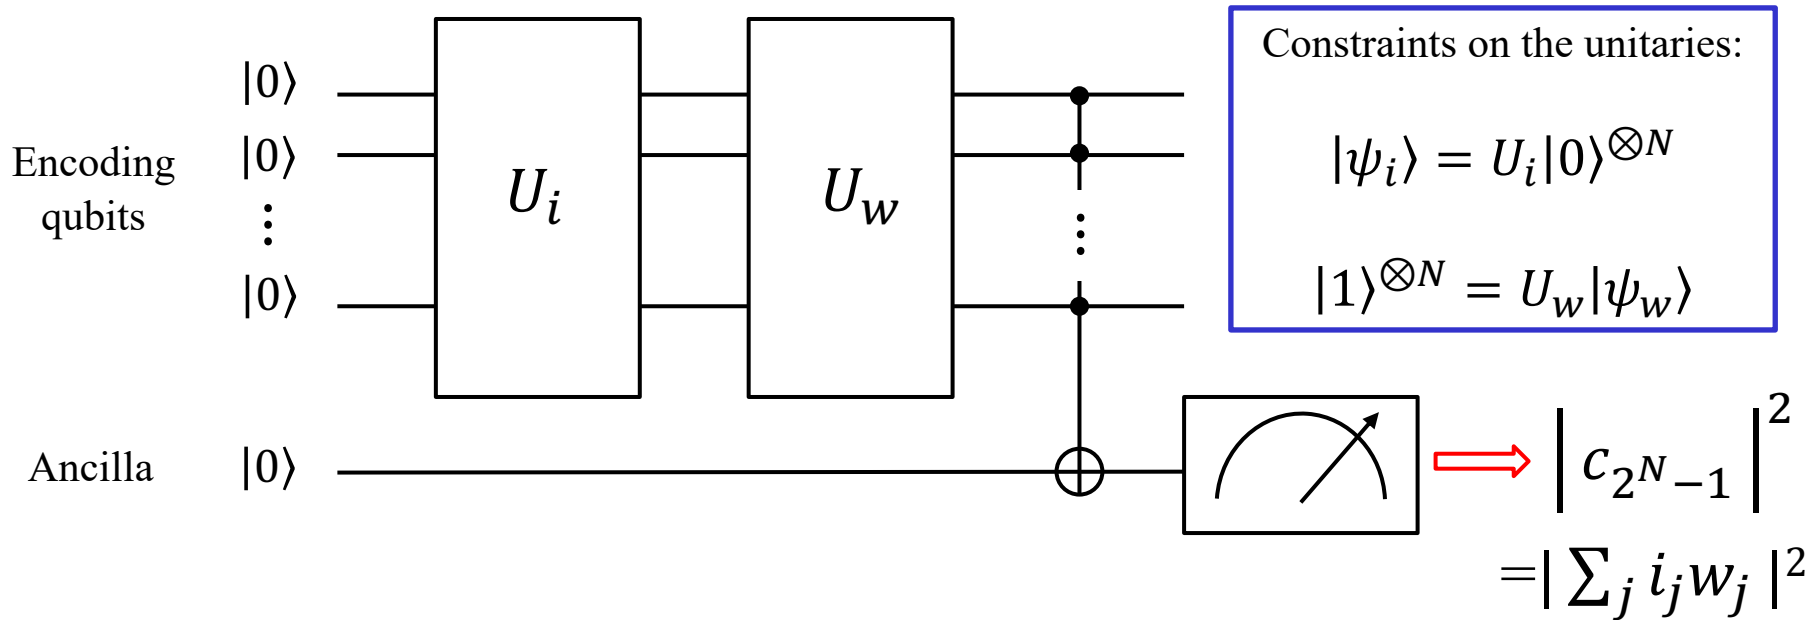 Encoding
qubits
Ancilla
|0⟩
|0⟩
⋮
|0⟩
|0⟩
U_i
U_w
⋮
Constraints on the unitaries:
|ψ_i⟩ = U_i|0⟩^{⊗N}
|1⟩^{⊗N} = U_w|ψ_w⟩
|c_{2^N−1}|^2
=|∑_j i_j w_j|^2